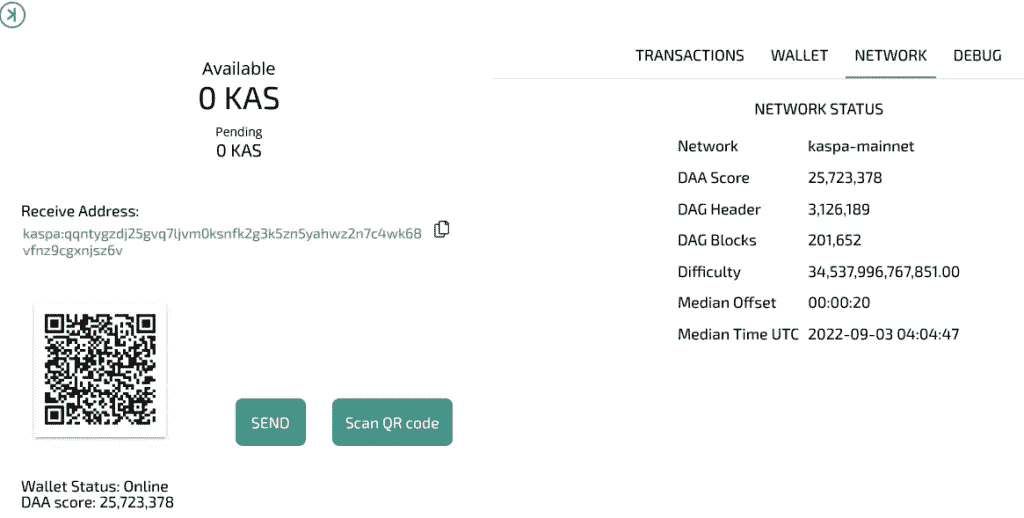 Available
0 KAS
Pending
0 KAS
Receive Address:
kaspa:qqntygzdj25gvq7ljvm0ksnfk2g3k5zn5yahwz2n7c4wk68
vfnz9cgxnjsz6v
SEND
Scan QR code
Wallet Status: Online
DAA score: 25,723,378
TRANSACTIONS WALLET NETWORK DEBUG
NETWORK STATUS
Network kaspa-mainnet
DAA Score 25,723,378
DAG Header 3,126,189
DAG Blocks 201,652
Difficulty 34,537,996,767,851.00
Median Offset 00:00:20
Median Time UTC 2022-09-03 04:04:47